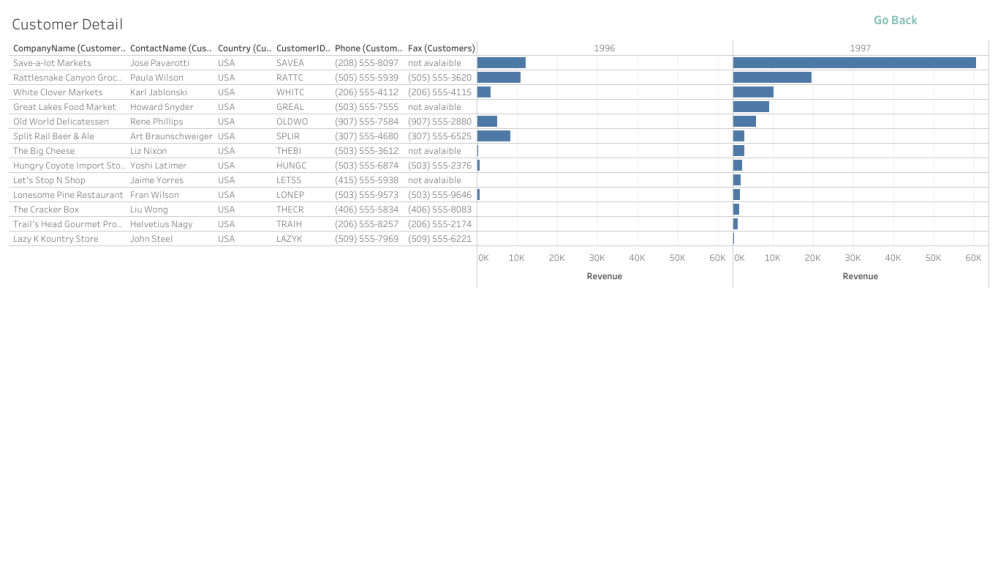 Customer Detail
Go Back
CompanyName (Customer.. ContactName (Cus.. Country (Cu.. CustomerID.. Phone (Custom.. Fax (Customers) 1996 1997
Save-a-lot Markets Jose Pavarotti USA SAVEA (208) 555-8097 not avalaible
Rattlesnake Canyon Groc.. Paula Wilson USA RATTC (505) 555-5939 (505) 555-3620
White Clover Markets Karl Jablonski USA WHITC (206) 555-4112 (206) 555-4115
Great Lakes Food Market Howard Snyder USA GREAL (503) 555-7555 not avalaible
Old World Delicatessen Rene Phillips USA OLDWO (907) 555-7584 (907) 555-2880
Split Rail Beer & Ale Art Braunschweiger USA SPLIR (307) 555-4680 (307) 555-6525
The Big Cheese Liz Nixon USA THEBI (503) 555-3612 not avalaible
Hungry Coyote Import Sto.. Yoshi Latimer USA HUNGC (503) 555-6874 (503) 555-2376
Let's Stop N Shop Jaime Yorres USA LETSS (415) 555-5938 not avalaible
Lonesome Pine Restaurant Fran Wilson USA LONEP (503) 555-9573 (503) 555-9646
The Cracker Box Liu Wong USA THECR (406) 555-5834 (406) 555-8083
Trail's Head Gourmet Pro.. Helvetius Nagy USA TRAIH (206) 555-8257 (206) 555-2174
Lazy K Kountry Store John Steel USA LAZYK (509) 555-7969 (509) 555-6221
0K 10K 20K 30K 40K 50K 60K 0K 10K 20K 30K 40K 50K 60K
Revenue Revenue